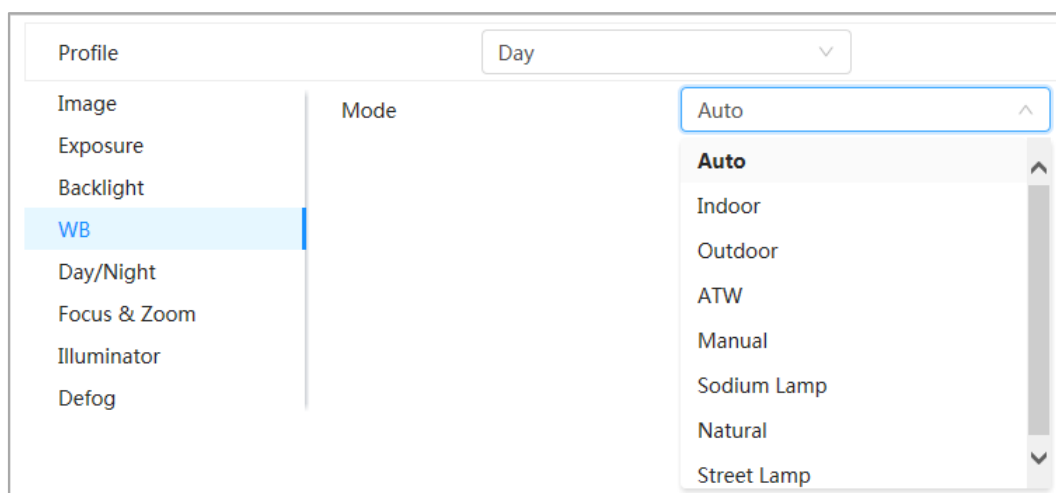 Profile
Day
Image
Exposure
Backlight
WB
Day/Night
Focus & Zoom
Illuminator
Defog
Mode
Auto
Auto
Indoor
Outdoor
ATW
Manual
Sodium Lamp
Natural
Street Lamp